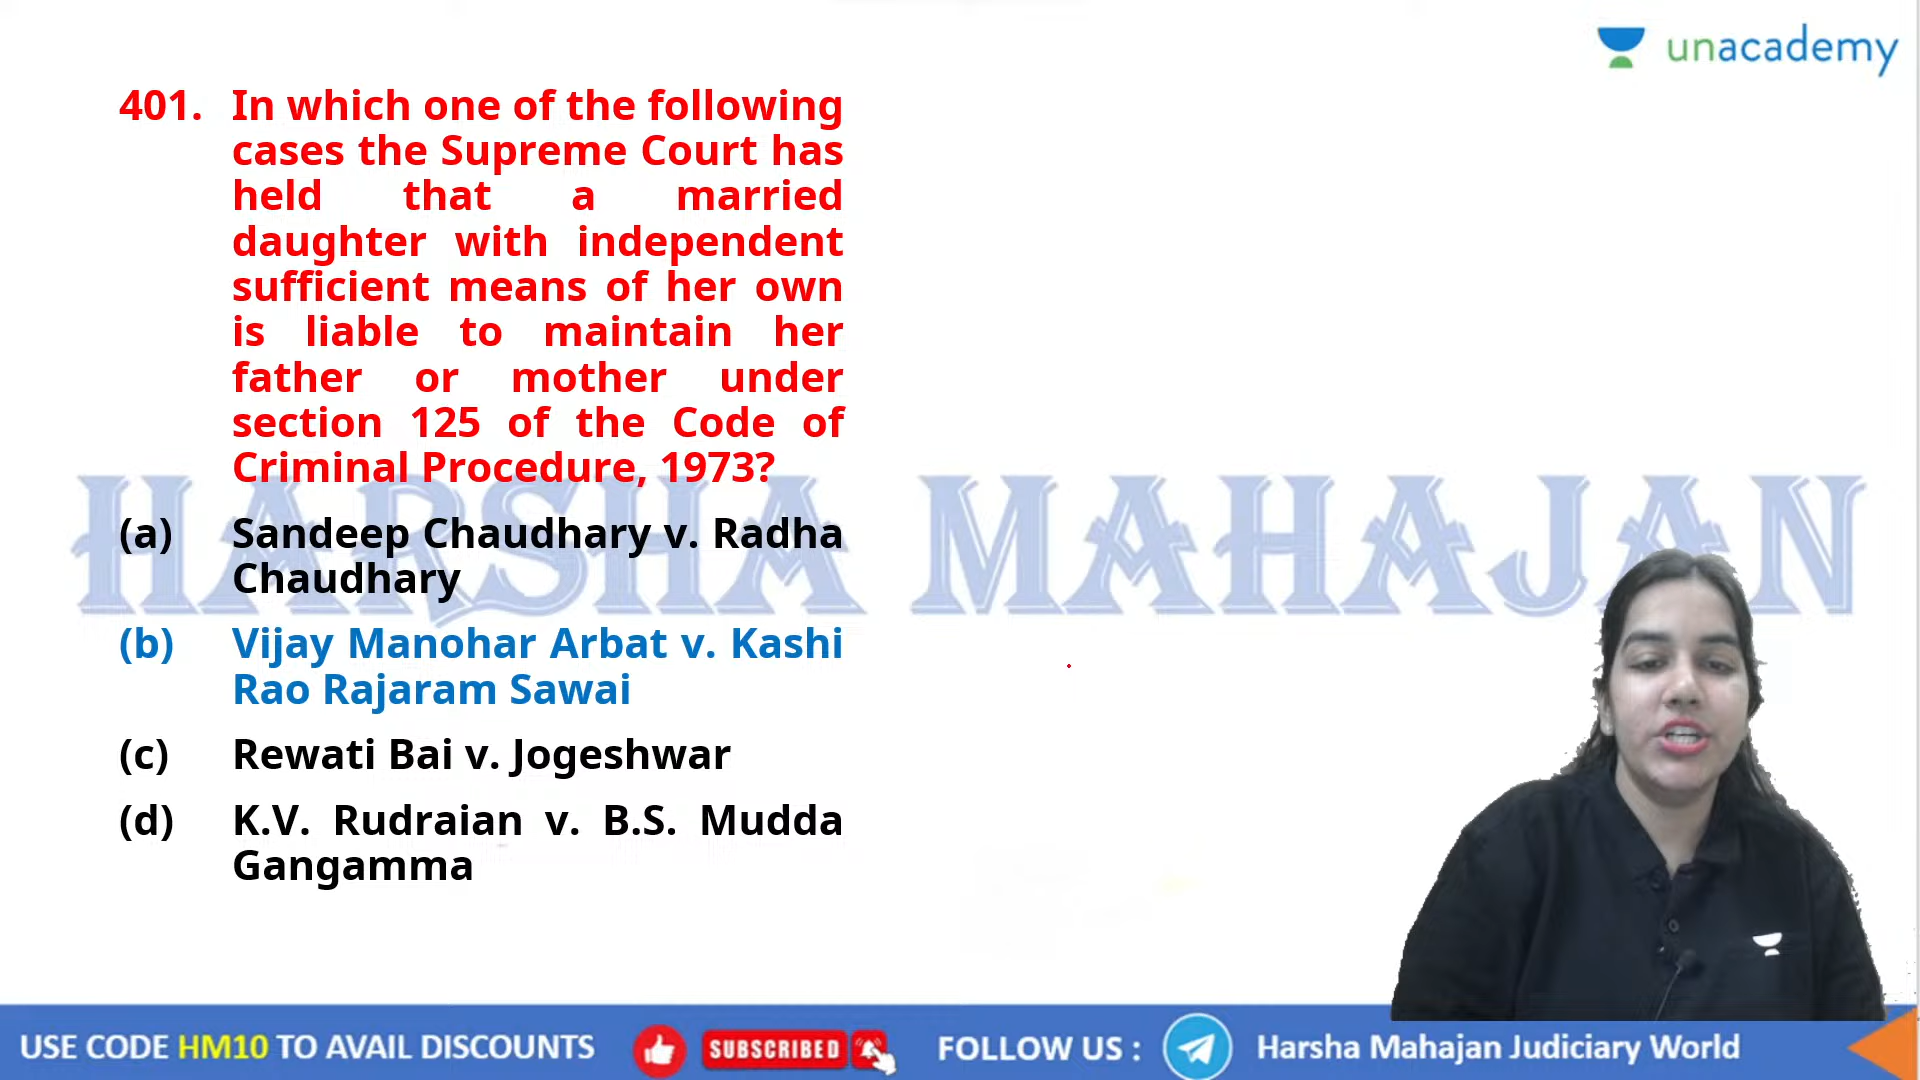 unacademy
401. In which one of the following
cases the Supreme Court has
held that a married
daughter with independent
sufficient means of her own
is liable to maintain her
father or mother under
section 125 of the Code of
Criminal Procedure, 1973?
HARSHA MAHAJAN
(a) Sandeep Chaudhary v. Radha
Chaudhary
(b) Vijay Manohar Arbat v. Kashi
Rao Rajaram Sawai
(c) Rewati Bai v. Jogeshwar
(d) K.V. Rudraian v. B.S. Mudda
Gangamma
USE CODE HM10 TO AVAIL DISCOUNTS
SUBSCRIBED
FOLLOW US :
Harsha Mahajan Judiciary World